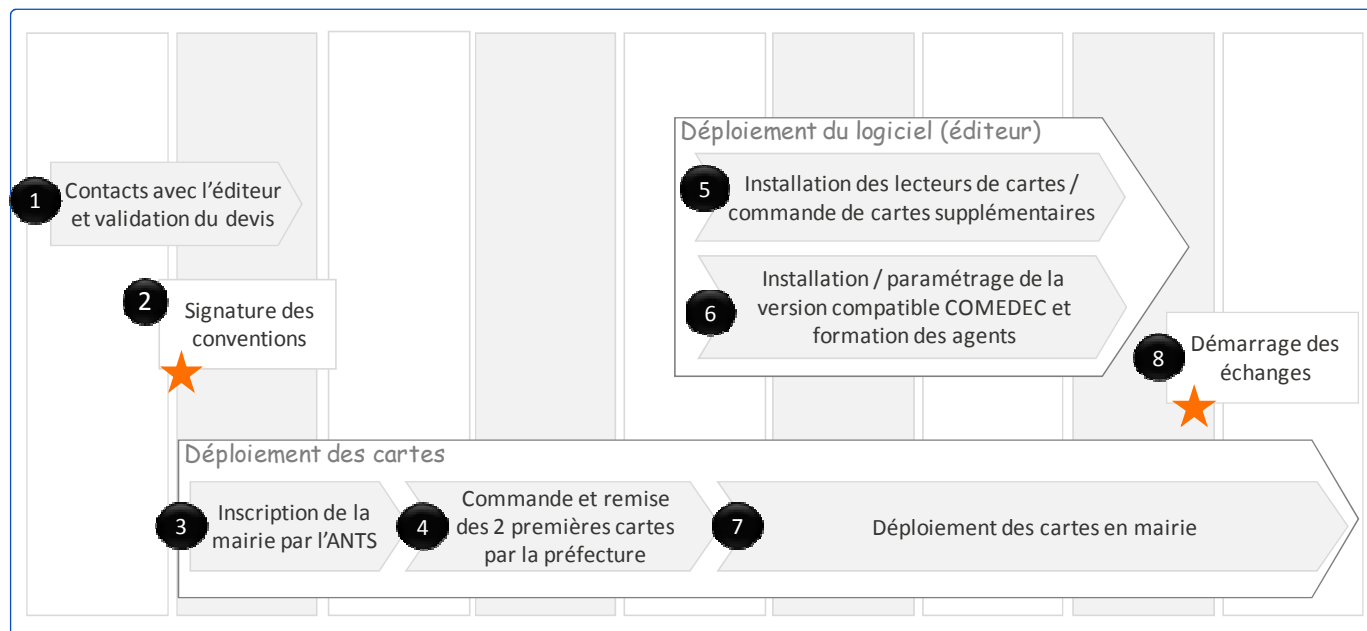 1
Contacts avec l'éditeur
et validation du devis
2
Signature des
conventions
Déploiement du logiciel (éditeur)
5
Installation des lecteurs de cartes /
commande de cartes supplémentaires
6
Installation / paramétrage de la
version compatible COMEDEC et
formation des agents
8
Démarrage des
échanges
Déploiement des cartes
3
Inscription de la
mairie par l'ANTS
4
Commande et remise
des 2 premières cartes
par la préfecture
7
Déploiement des cartes en mairie